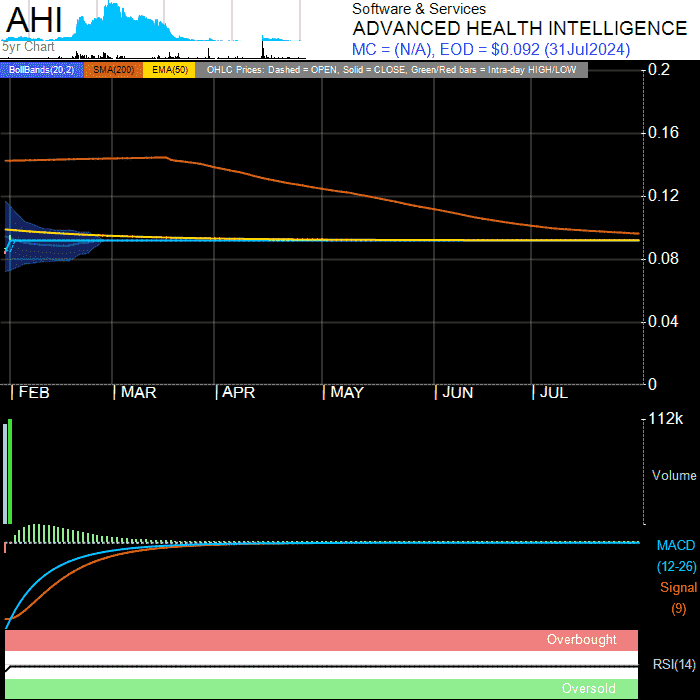 AHI
5yr Chart
Software & Services
ADVANCED HEALTH INTELLIGENCE
MC = (N/A), EOD = $0.092 (31Jul2024)
BollBands(20,2) SMA(200) EMA(50) OHLC Prices: Dashed = OPEN, Solid = CLOSE, Green/Red bars = Intra-day HIGH/LOW
0.2
0.16
0.12
0.08
0.04
0
FEB MAR APR MAY JUN JUL
112k
Volume
MACD
(12-26)
Signal
(9)
Overbought
RSI(14)
Oversold